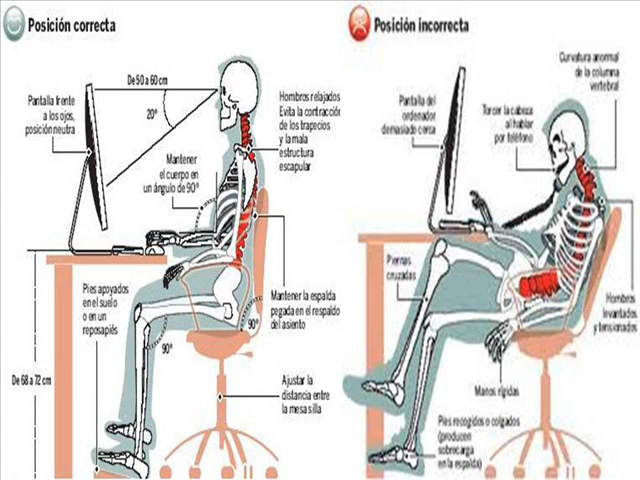 Posición correcta
De 50 a 60 cm
20º
Pantalla frente
a los ojos,
posición neutra
Mantener
el cuerpo en
un ángulo de 90º
Hombros relajados
Evita la contracción
de los trapecios
y la mala
estructura
escapular
Pies apoyados
en el suelo
o en un
reposapiés
90º
90º
Mantener la espalda
pegada en el respaldo
del asiento
De 68 a 72 cm
Ajustar la
distancia entre
la mesa silla
Posición incorrecta
Pantalla del
ordenador
demasiado cerca
Torcer la cabeza
al hablar
por teléfono
Curvatura anormal
de la columna
vertebral
Piernas
cruzadas
Hombros
levantados
y tensionados
Manos rígidas
Pies recogidos o colgados
(producen
sobrecarga
en la espalda)